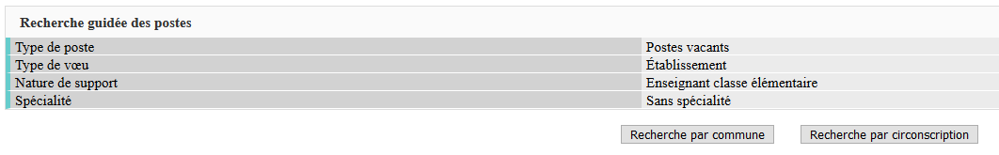 Recherche guidée des postes
Type de poste Postes vacants
Type de vœu Établissement
Nature de support Enseignant classe élémentaire
Spécialité Sans spécialité
Recherche par commune Recherche par circonscription